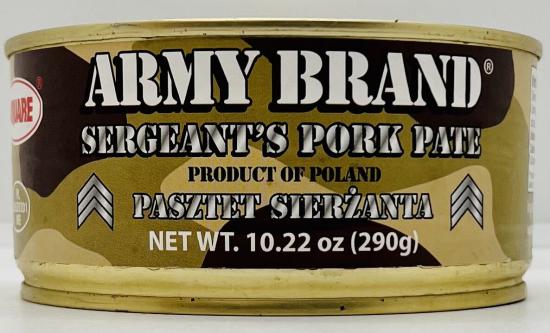 ARMY BRAND®
SERGEANT'S PORK PATE
PRODUCT OF POLAND
PASZTET SIERŻANTA
NET WT. 10.22 oz (290g)